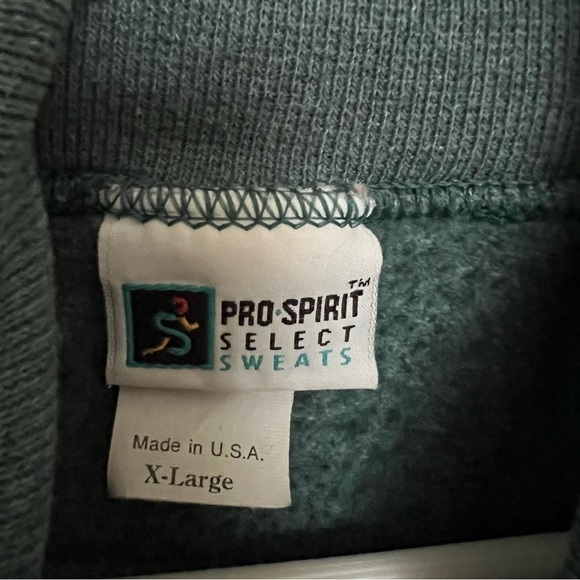 PRO·SPIRIT™
SELECT
SWEATS
Made in U.S.A.
X-Large